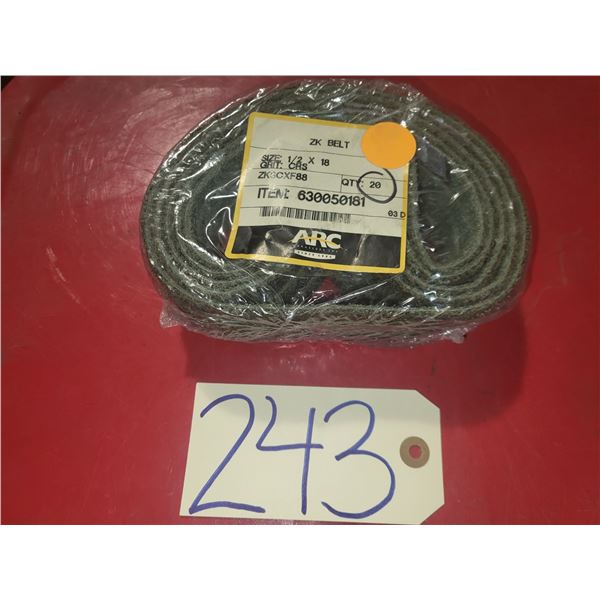 ZK BELT
SIZE: 1/2 X 18
GRIT: CRS
ZK3CXF88
QTY: 20
ITEM: 630050181
03 D
ARC
243